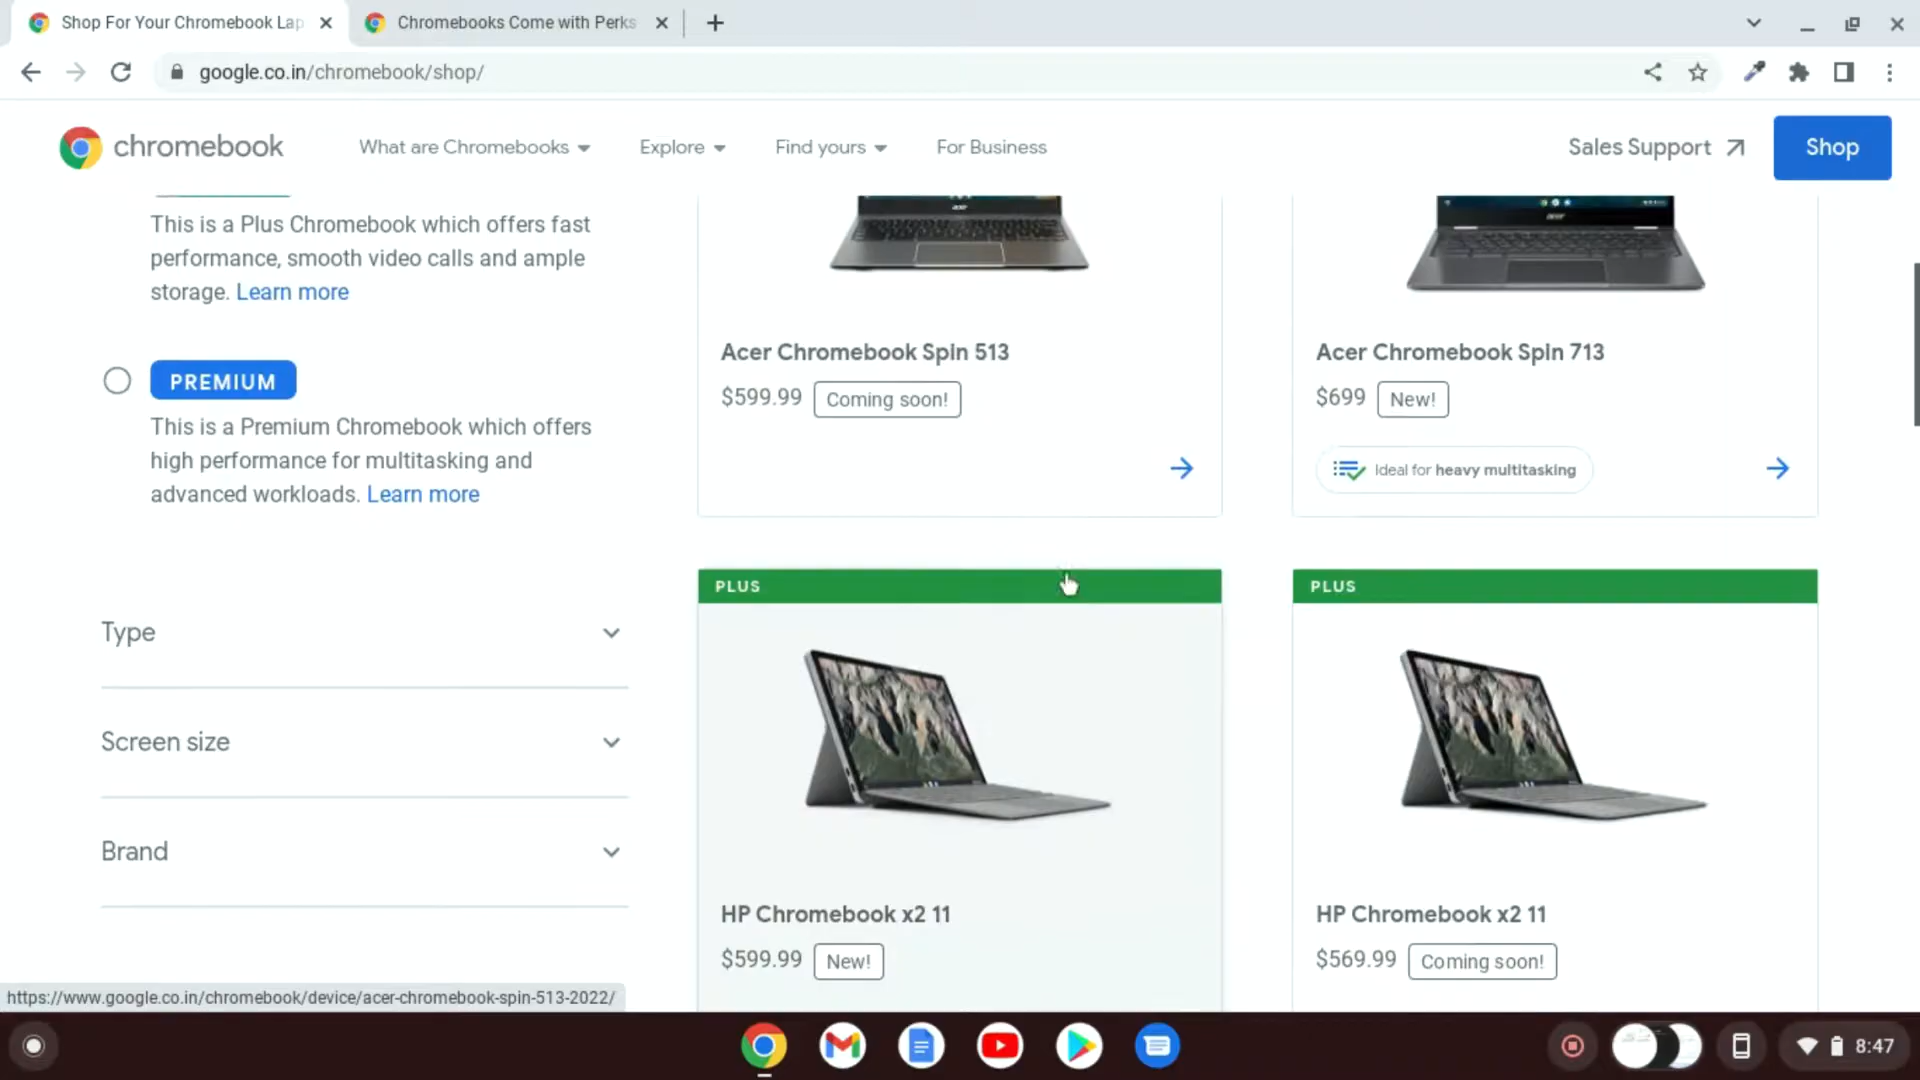 Shop For Your Chromebook Lap
Chromebooks Come with Perks
google.co.in/chromebook/shop/
chromebook
What are Chromebooks
Explore
Find yours
For Business
Sales Support
Shop
This is a Plus Chromebook which offers fast
performance, smooth video calls and ample
storage. Learn more
PREMIUM
This is a Premium Chromebook which offers
high performance for multitasking and
advanced workloads. Learn more
Type
Screen size
Brand
acer
Acer Chromebook Spin 513
$599.99 Coming soon!
acer
Acer Chromebook Spin 713
$699 New!
Ideal for heavy multitasking
PLUS
HP Chromebook x2 11
$599.99 New!
PLUS
HP Chromebook x2 11
$569.99 Coming soon!
https://www.google.co.in/chromebook/device/acer-chromebook-spin-513-2022/
8:47